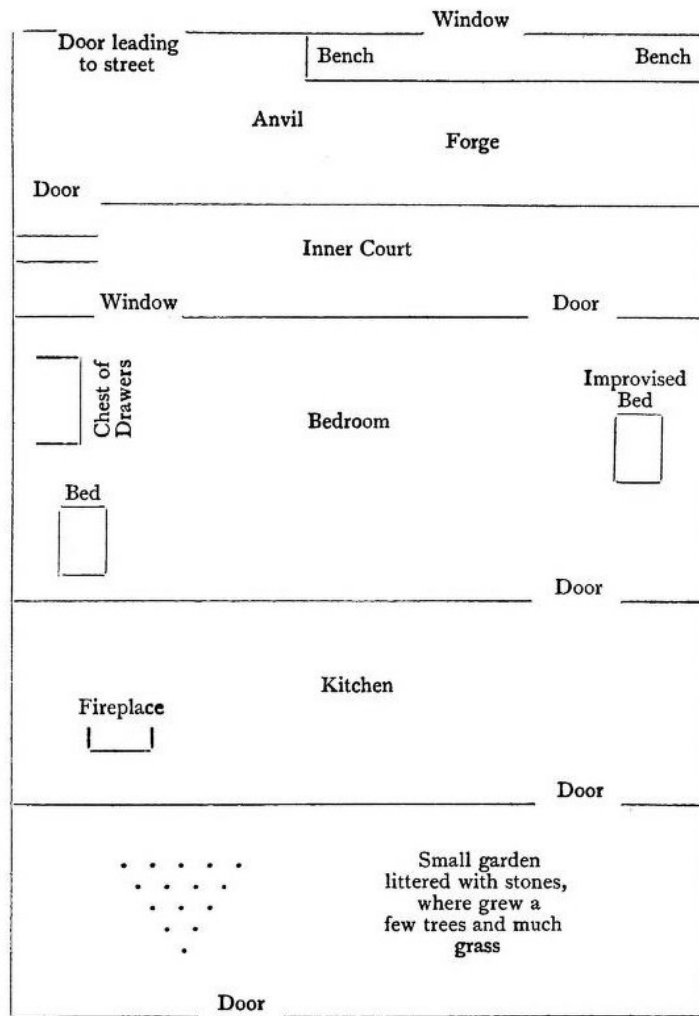 Window
Door leading
to street
Bench
Bench
Anvil
Forge
Door
Inner Court
Window
Door
Chest of
Drawers
Improvised
Bed
Bedroom
Bed
Door
Kitchen
Fireplace
Door
Small garden
littered with stones,
where grew a
few trees and much
grass
Door